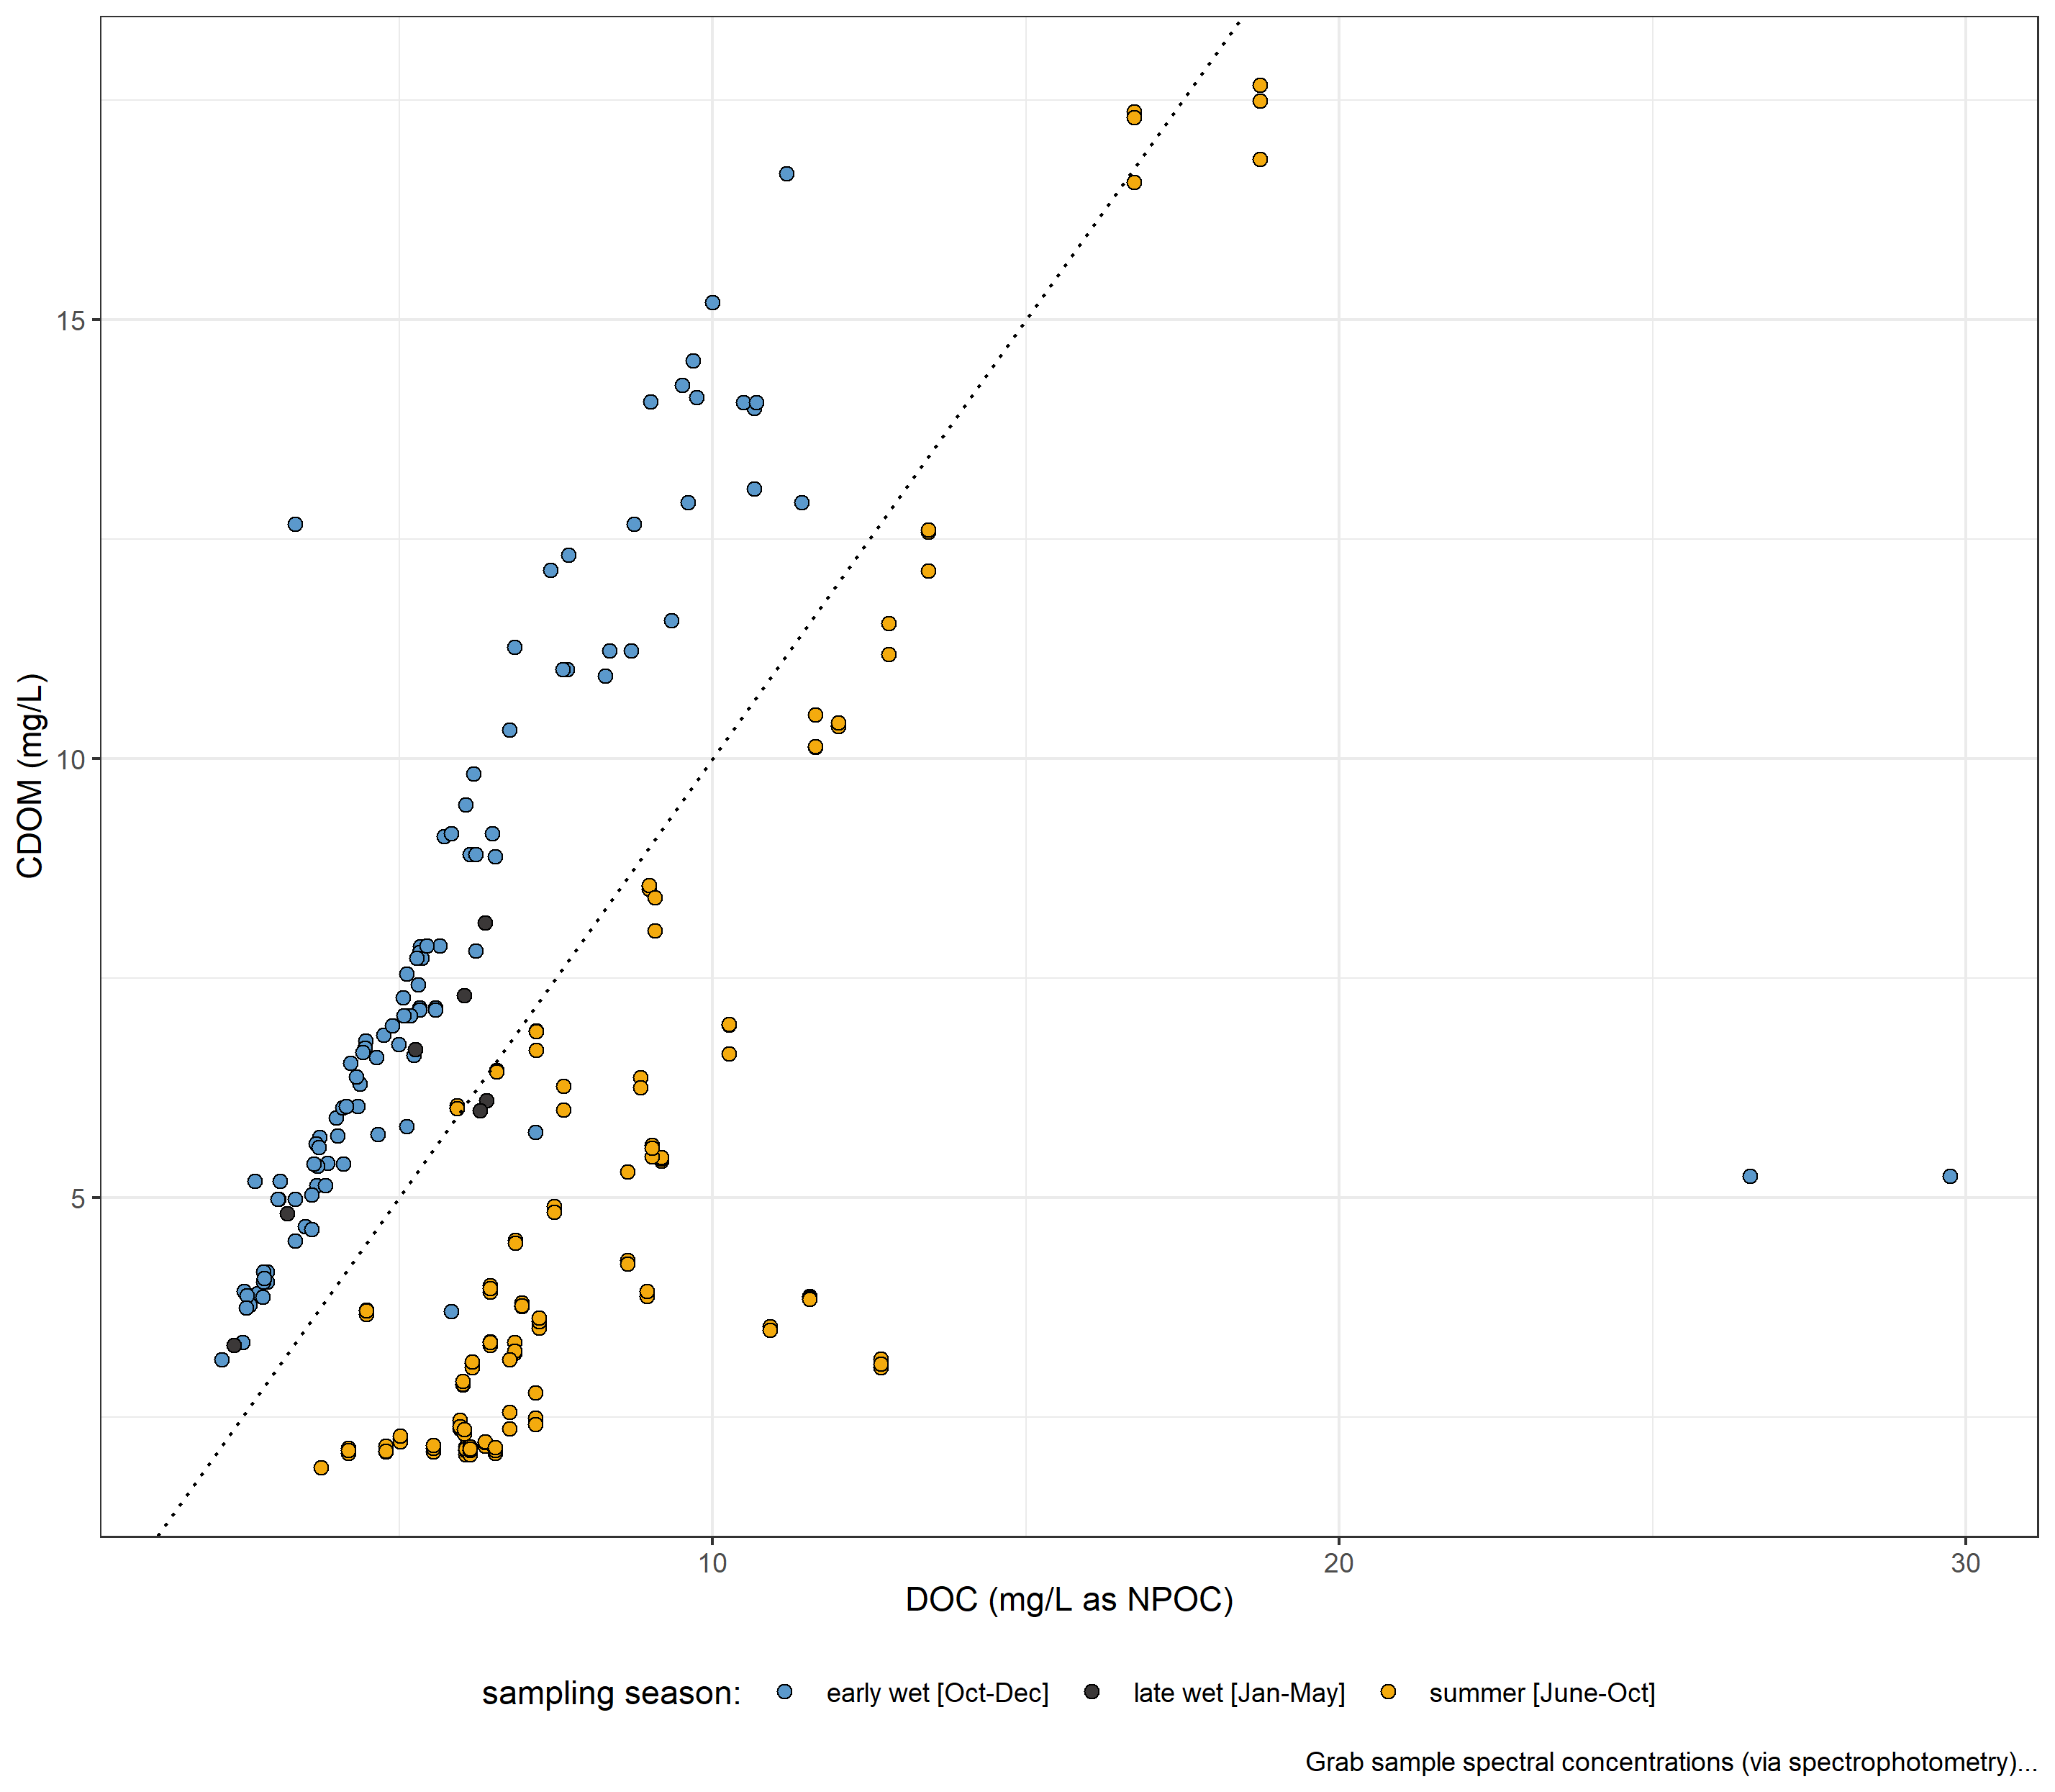 CDOM (mg/L)
15
10
5
10
20
30
DOC (mg/L as NPOC)
sampling season: early wet [Oct-Dec] late wet [Jan-May] summer [June-Oct]
Grab sample spectral concentrations (via spectrophotometry)...